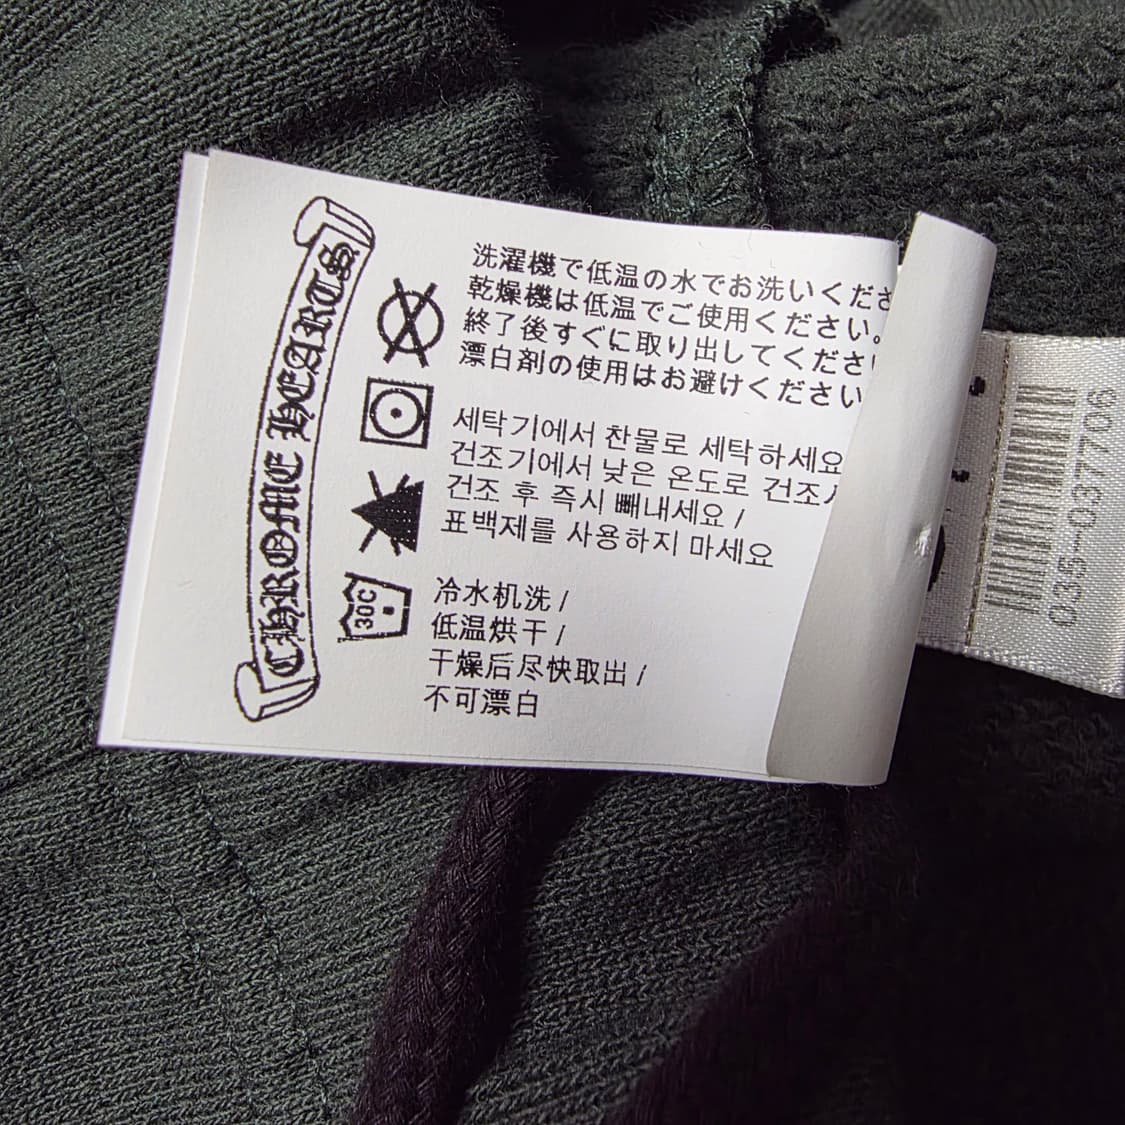 CHROME HEARTS
洗濯機で低温の水でお洗いくださ
乾燥機は低温でご使用ください。
終了後すぐに取り出してくださ
漂白剤の使用はお避けください
세탁기에서 찬물로 세탁하세요
건조기에서 낮은 온도로 건조
건조 후 즉시 빼내세요 /
표백제를 사용하지 마세요
冷水机洗 /
低温烘干 /
干燥后尽快取出 /
不可漂白
30C
035-037706